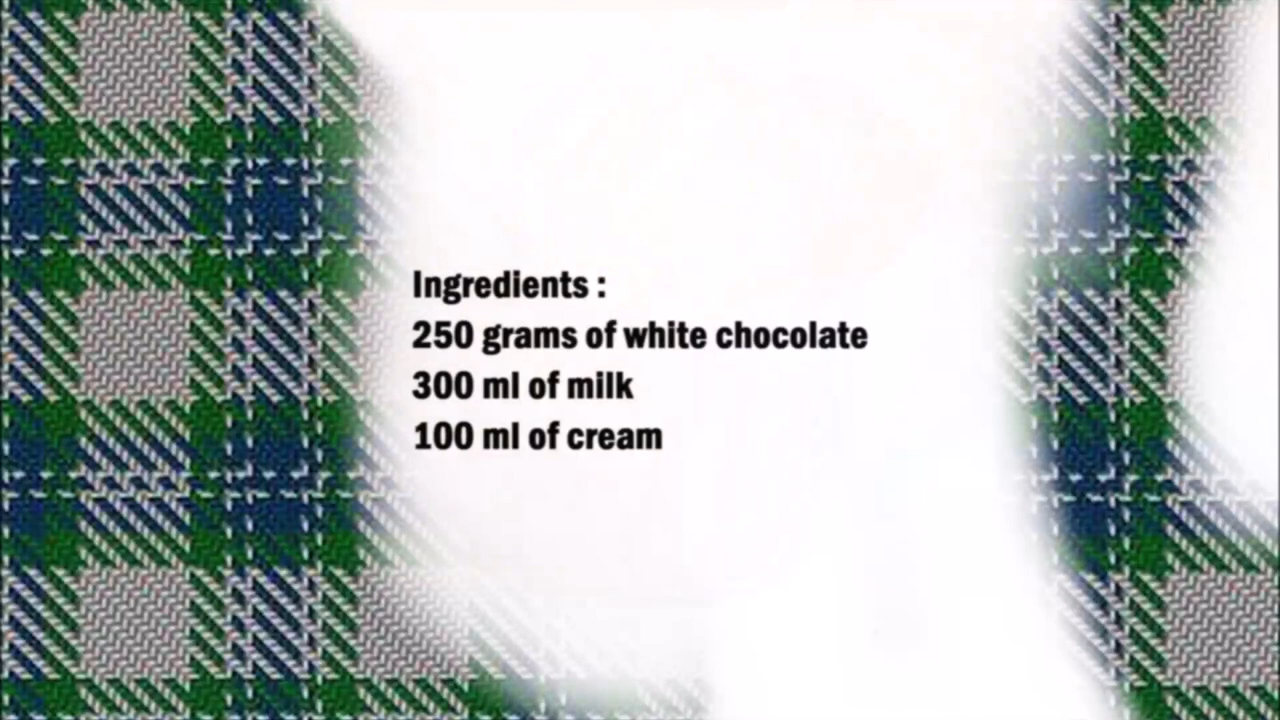 Ingredients :
250 grams of white chocolate
300 ml of milk
100 ml of cream